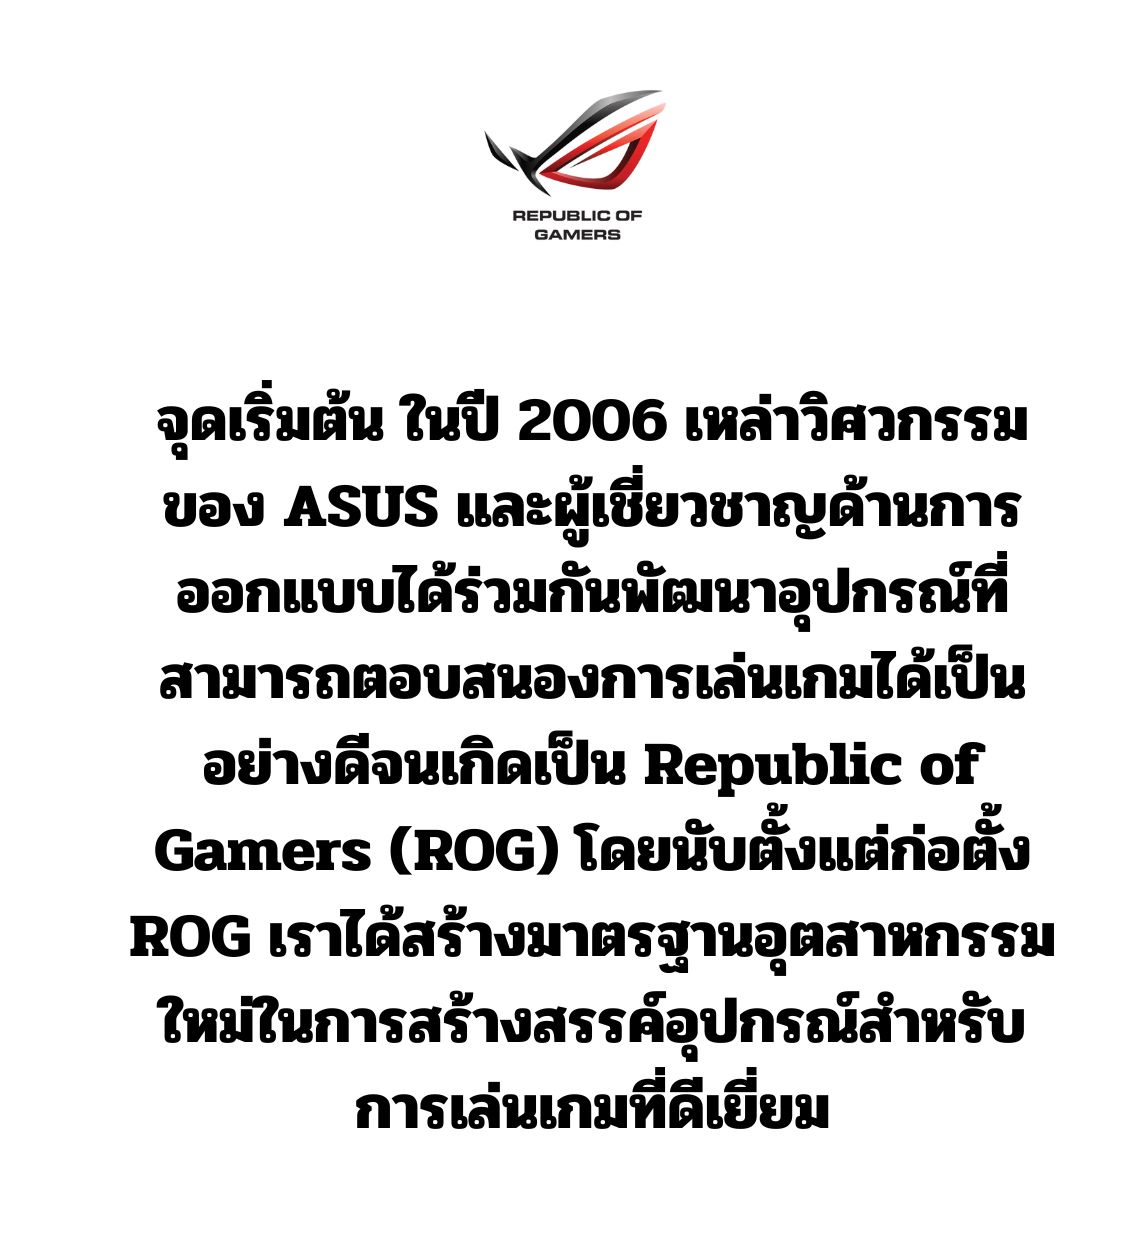 REPUBLIC OF
GAMERS
จุดเริ่มต้น ในปี 2006 เหล่าวิศวกรรม
ของ ASUS และผู้เชี่ยวชาญด้านการ
ออกแบบได้ร่วมกันพัฒนาอุปกรณ์ที่
สามารถตอบสนองการเล่นเกมได้เป็น
อย่างดีจนเกิดเป็น Republic of
Gamers (ROG) โดยนับตั้งแต่ก่อตั้ง
ROG เราได้สร้างมาตรฐานอุตสาหกรรม
ใหม่ในการสร้างสรรค์อุปกรณ์สำหรับ
การเล่นเกมที่ดีเยี่ยม